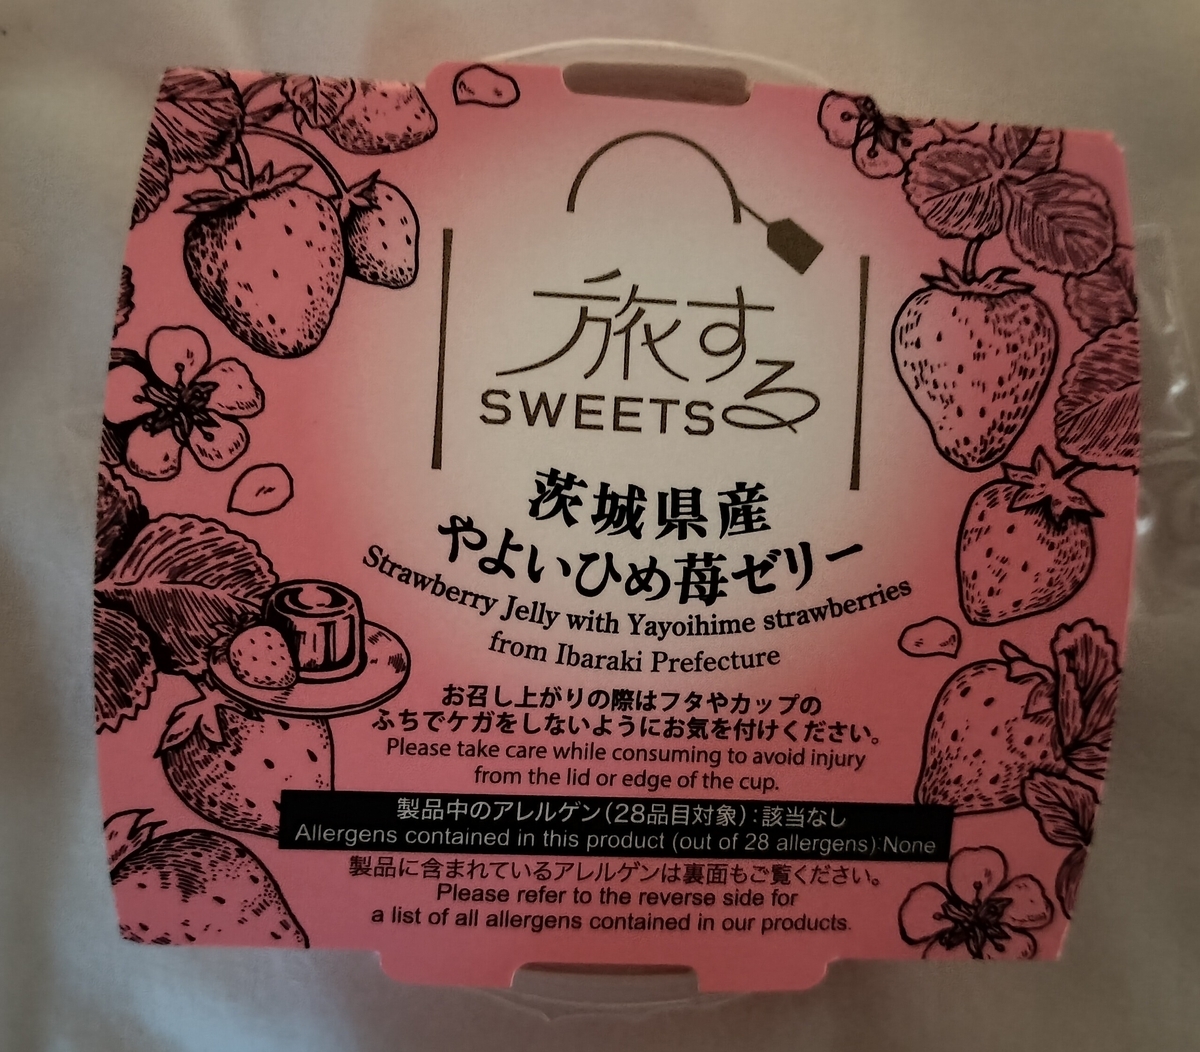 旅する
SWEETS
茨城県産
やよいひめ苺ゼリー
Strawberry Jelly with Yayoihime strawberries
from Ibaraki Prefecture
お召し上がりの際はフタやカップの
ふちでケガをしないようにお気を付けください。
Please take care while consuming to avoid injury
from the lid or edge of the cup.
製品中のアレルゲン(28品目対象):該当なし
Allergens contained in this product (out of 28 allergens):None
製品に含まれているアレルゲンは裏面もご覧ください。
Please refer to the reverse side for
a list of all allergens contained in our products.